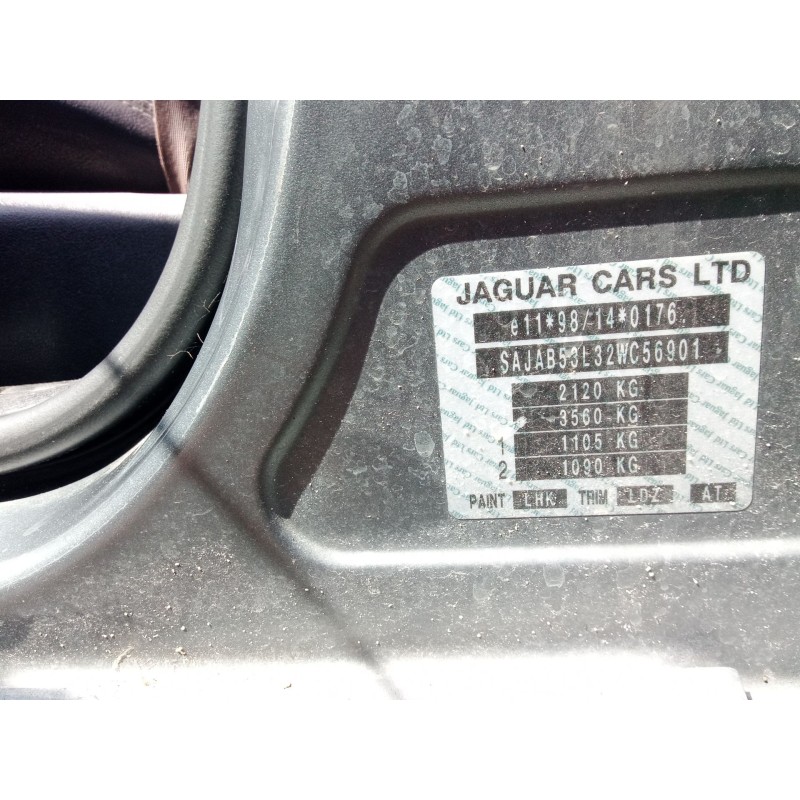 JAGUAR CARS LTD
e11*98/14*0176
SAJAB53L32WC56901
2120 KG
3560 KG
1 1105 KG
2 1090 KG
PAINT LHK TRIM LDZ AT